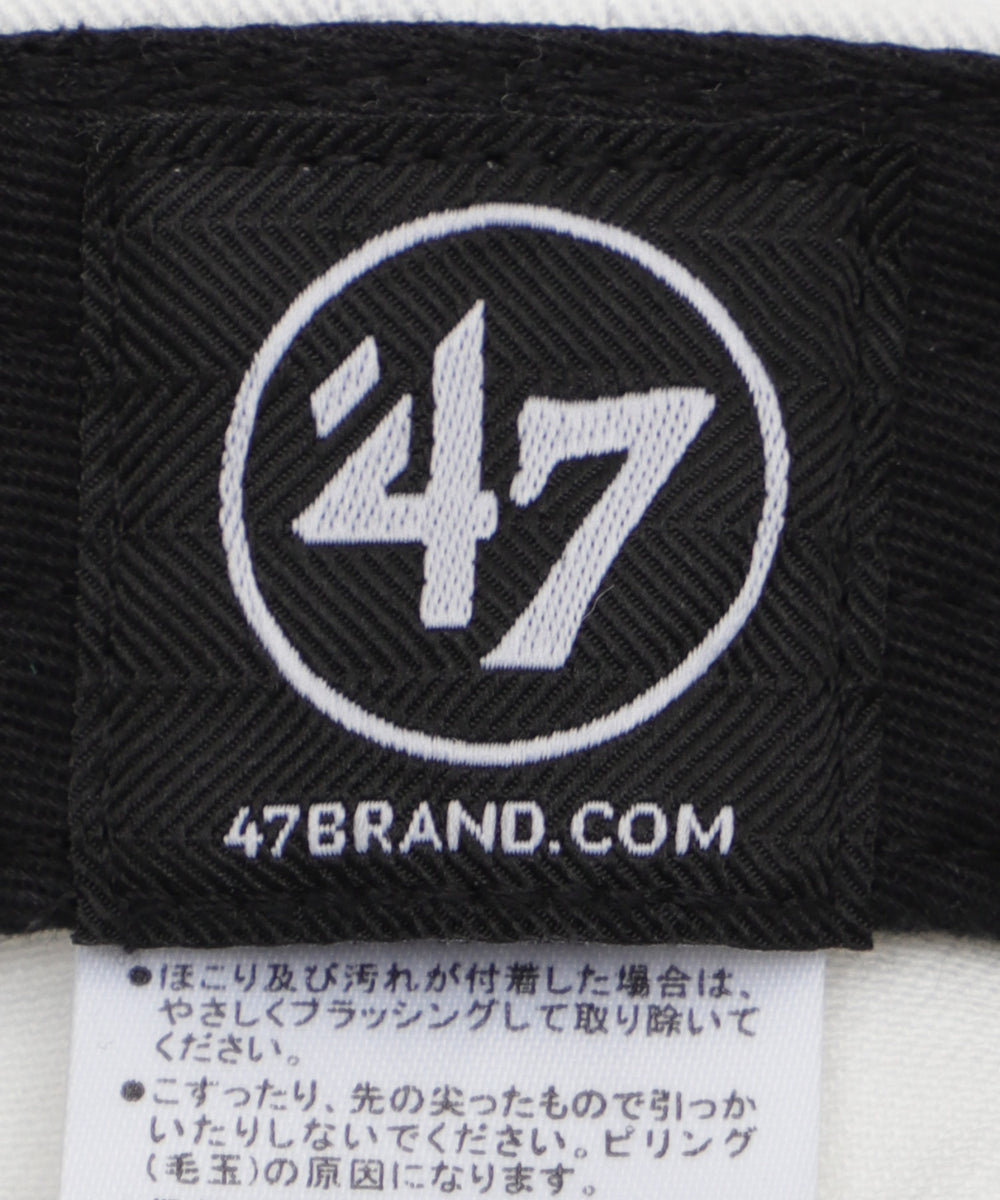 '47
47BRAND.COM
●ほこり及び汚れが付着した場合は、
やさしくブラッシングして取り除いて
ください。
●こすったり、先の尖ったもので引っか
いたりしないでください。ピリング
(毛玉)の原因になります。